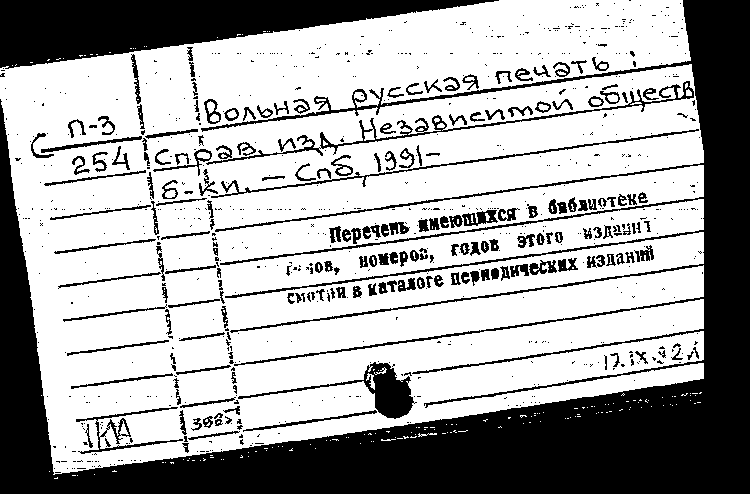 П-3 Вольная русская печать :
254 Справ. изд. Независимой обществ
б-ки. — Спб., 1991-
Перечень имеющихся в библиотеке
номеров, годов этого издания
смотри в каталоге периодических изданий
17.IX.92